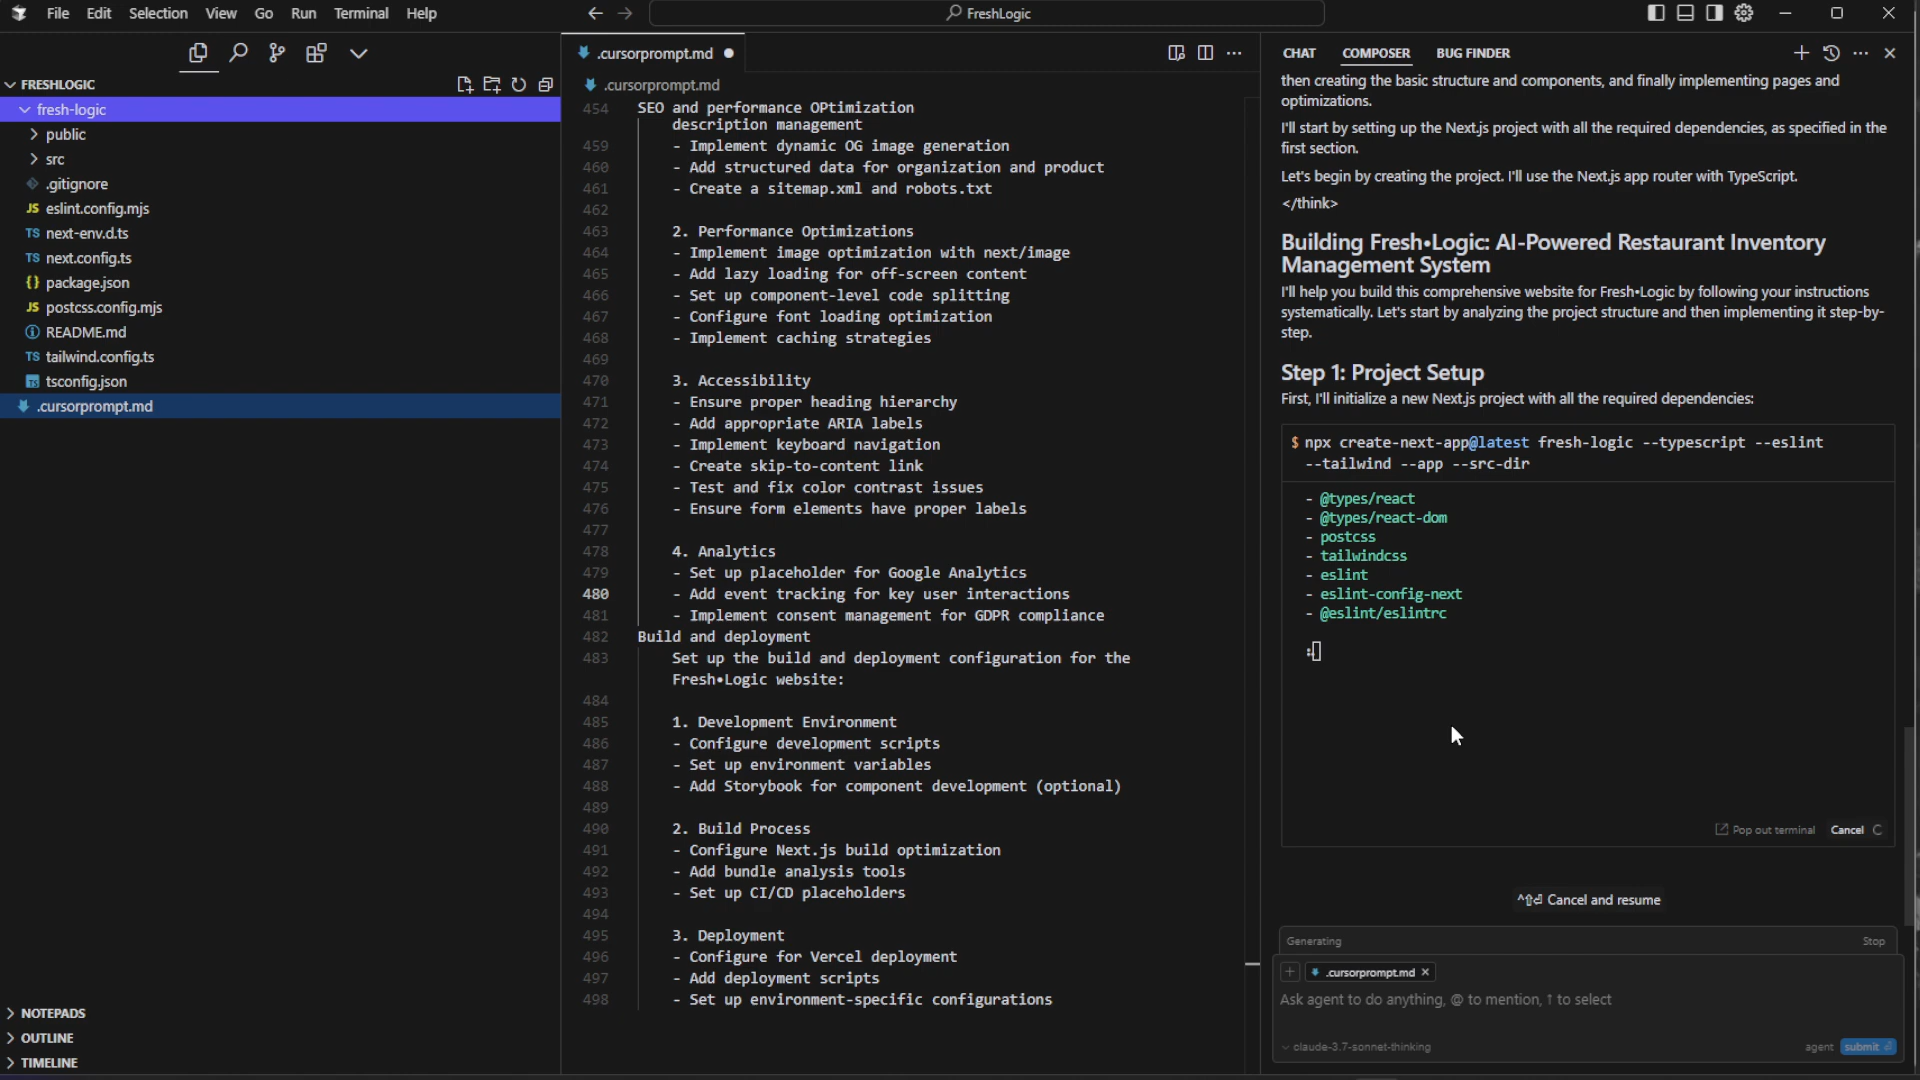 File Edit Selection View Go Run Terminal Help
FreshLogic
FRESHLOGIC
fresh-logic
public
src
.gitignore
JS eslint.config.mjs
TS next-env.d.ts
TS next.config.ts
{} package.json
JS postcss.config.mjs
README.md
TS tailwind.config.ts
tsconfig.json
.cursorprompt.md
NOTEPADS
OUTLINE
TIMELINE
.cursorprompt.md
.cursorprompt.md
454 SEO and performance OPtimization
description management
459 - Implement dynamic OG image generation
460 - Add structured data for organization and product
461 - Create a sitemap.xml and robots.txt
462
463 2. Performance Optimizations
464 - Implement image optimization with next/image
465 - Add lazy loading for off-screen content
466 - Set up component-level code splitting
467 - Configure font loading optimization
468 - Implement caching strategies
469
470 3. Accessibility
471 - Ensure proper heading hierarchy
472 - Add appropriate ARIA labels
473 - Implement keyboard navigation
474 - Create skip-to-content link
475 - Test and fix color contrast issues
476 - Ensure form elements have proper labels
477
478 4. Analytics
479 - Set up placeholder for Google Analytics
480 - Add event tracking for key user interactions
481 - Implement consent management for GDPR compliance
482 Build and deployment
483 Set up the build and deployment configuration for the
Fresh•Logic website:
484
485 1. Development Environment
486 - Configure development scripts
487 - Set up environment variables
488 - Add Storybook for component development (optional)
489
490 2. Build Process
491 - Configure Next.js build optimization
492 - Add bundle analysis tools
493 - Set up CI/CD placeholders
494
495 3. Deployment
496 - Configure for Vercel deployment
497 - Add deployment scripts
498 - Set up environment-specific configurations
CHAT COMPOSER BUG FINDER
then creating the basic structure and components, and finally implementing pages and
optimizations.
I'll start by setting up the Next.js project with all the required dependencies, as specified in the
first section.
Let's begin by creating the project. I'll use the Next.js app router with TypeScript.
</think>
Building Fresh•Logic: AI-Powered Restaurant Inventory
Management System
I'll help you build this comprehensive website for Fresh•Logic by following your instructions
systematically. Let's start by analyzing the project structure and then implementing it step-by-
step.
Step 1: Project Setup
First, I'll initialize a new Next.js project with all the required dependencies:
$ npx create-next-app@latest fresh-logic --typescript --eslint
--tailwind --app --src-dir
- @types/react
- @types/react-dom
- postcss
- tailwindcss
- eslint
- eslint-config-next
- @eslint/eslintrc
Pop out terminal Cancel
Cancel and resume
Generating Stop
.cursorprompt.md
Ask agent to do anything, @ to mention, ↑ to select
claude-3.7-sonnet-thinking agent submit